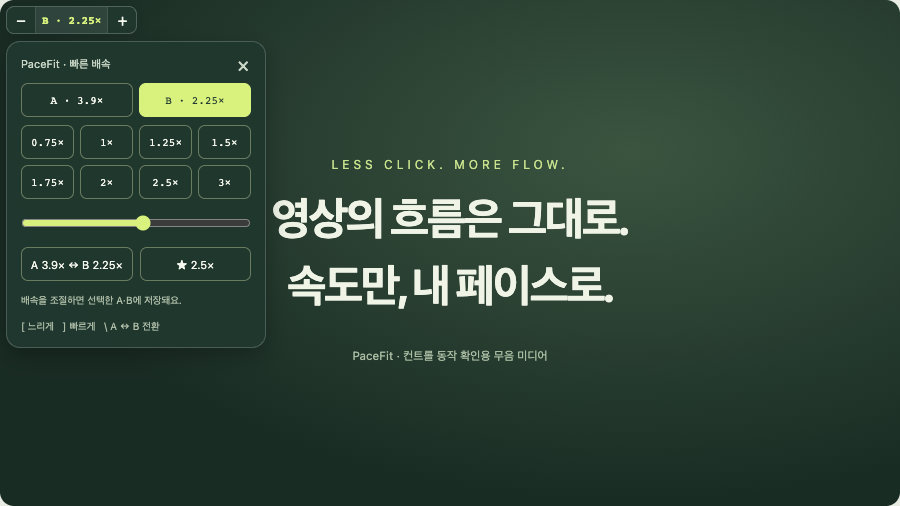 − B · 2.25× +
PaceFit · 빠른 배속 ×
A · 3.9× B · 2.25×
0.75× 1× 1.25× 1.5×
1.75× 2× 2.5× 3×
A 3.9× ↔ B 2.25× ★ 2.5×
배속을 조절하면 선택한 A·B에 저장돼요.
[ 느리게 ] 빠르게 \ A ↔ B 전환
LESS CLICK. MORE FLOW.
영상의 흐름은 그대로.
속도만, 내 페이스로.
PaceFit · 컨트롤 동작 확인용 무음 미디어